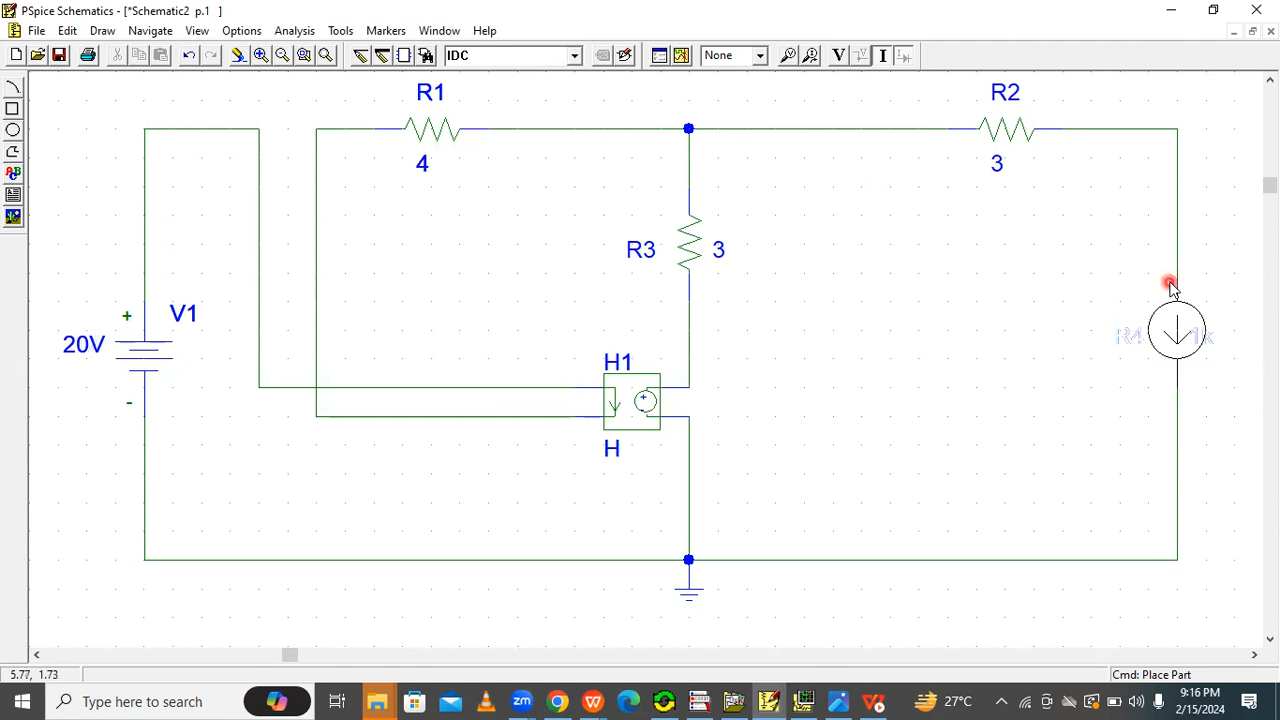 PSpice Schematics - [*Schematic2 p.1 ]
File Edit Draw Navigate View Options Analysis Tools Markers Window Help
IDC None V V I
R1 R2
4 3
R3 3
+ V1
20V
-
R4 1k
H1
+
-
H
5.77, 1.73 Cmd: Place Part
Type here to search 27°C 9:16 PM
2/15/2024